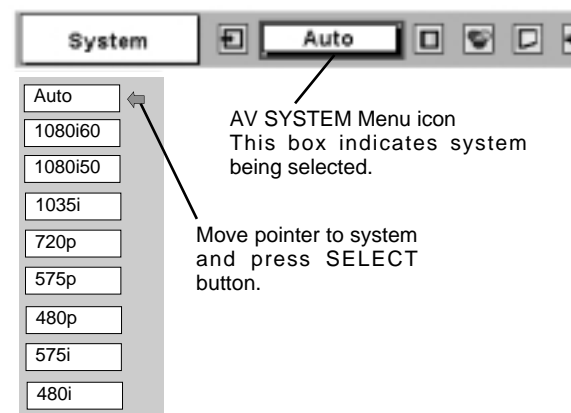 System Auto
Auto
1080i60
1080i50
1035i
720p
575p
480p
575i
480i
AV SYSTEM Menu icon
This box indicates system
being selected.
Move pointer to system
and press SELECT
button.